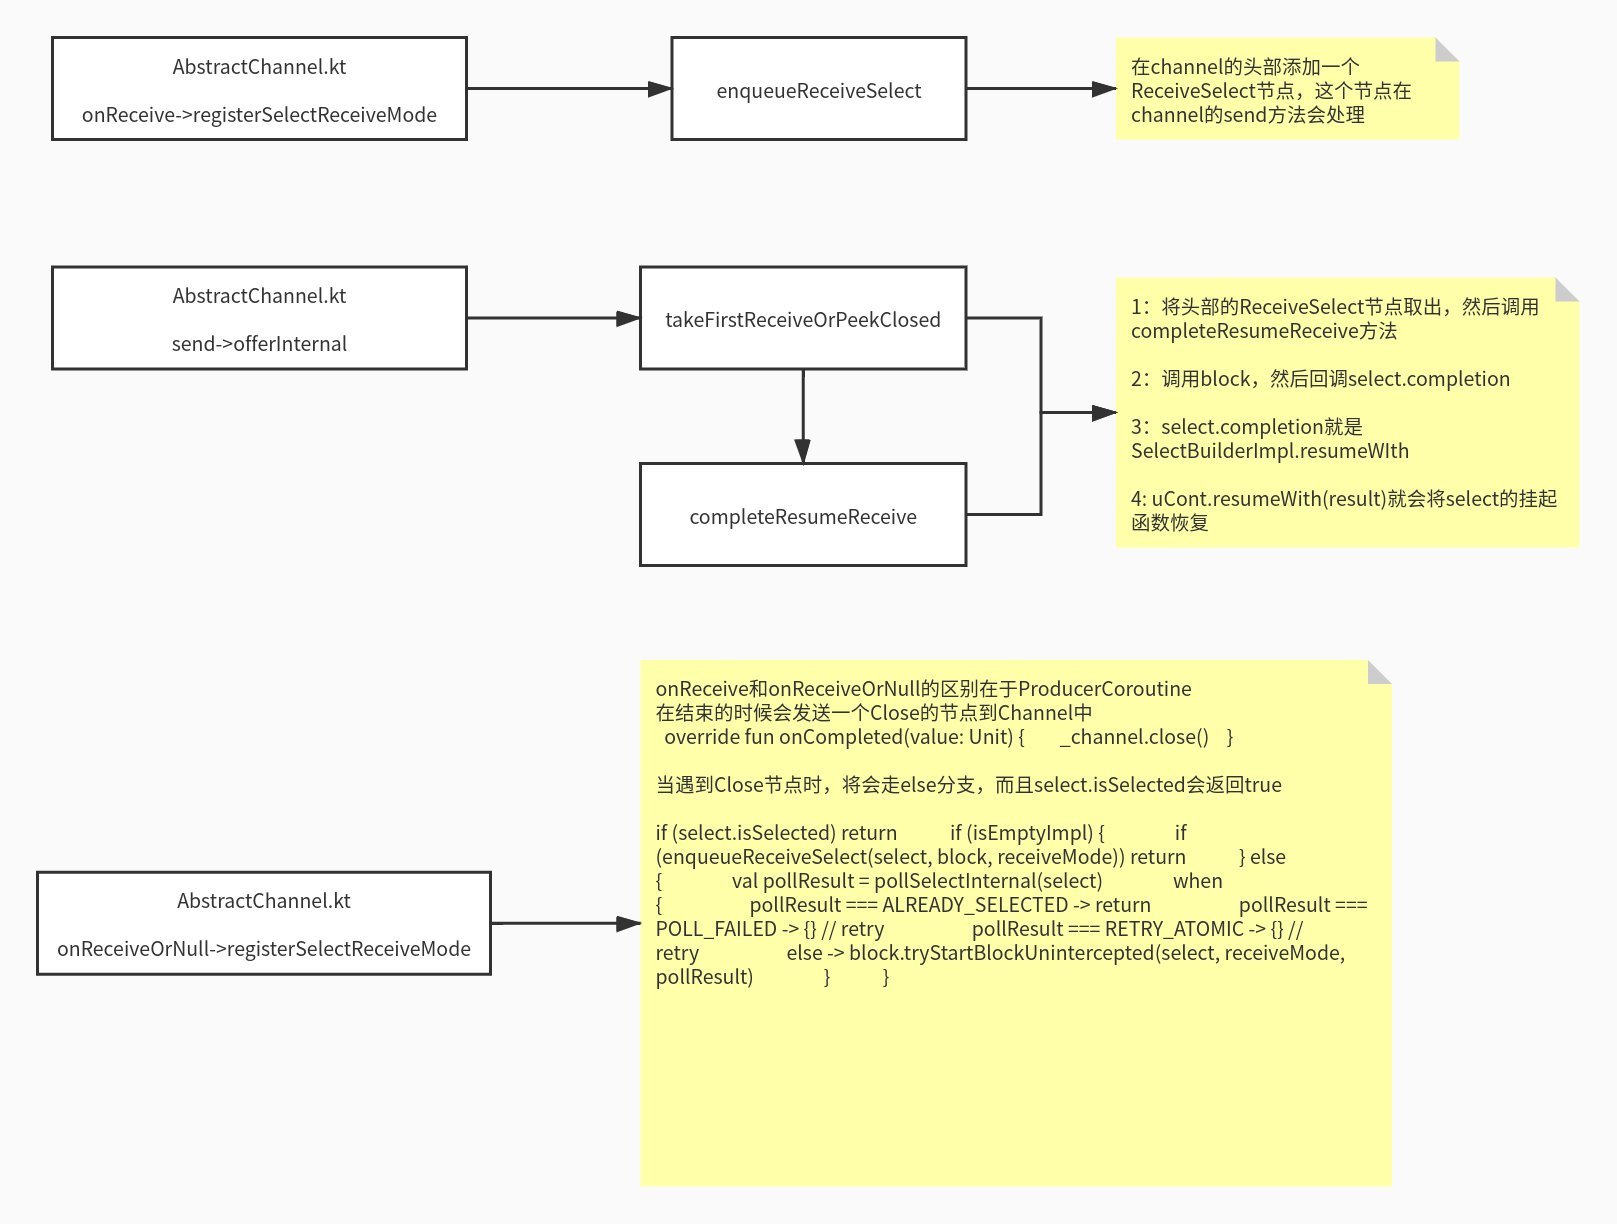 AbstractChannel.kt
onReceive->registerSelectReceiveMode
enqueueReceiveSelect
在channel的头部添加一个
ReceiveSelect节点，这个节点在
channel的send方法会处理
AbstractChannel.kt
send->offerInternal
takeFirstReceiveOrPeekClosed
completeResumeReceive
1：将头部的ReceiveSelect节点取出，然后调用
completeResumeReceive方法
2：调用block，然后回调select.completion
3：select.completion就是
SelectBuilderImpl.resumeWIth
4: uCont.resumeWith(result)就会将select的挂起
函数恢复
AbstractChannel.kt
onReceiveOrNull->registerSelectReceiveMode
onReceive和onReceiveOrNull的区别在于ProducerCoroutine
在结束的时候会发送一个Close的节点到Channel中
override fun onCompleted(value: Unit) {       _channel.close()    }
当遇到Close节点时，将会走else分支，而且select.isSelected会返回true
if (select.isSelected) return            if (isEmptyImpl) {                if
(enqueueReceiveSelect(select, block, receiveMode)) return            } else
{                val pollResult = pollSelectInternal(select)                when
{                    pollResult === ALREADY_SELECTED -> return                    pollResult ===
POLL_FAILED -> {} // retry                    pollResult === RETRY_ATOMIC -> {} //
retry                    else -> block.tryStartBlockUnintercepted(select, receiveMode,
pollResult)                }            }